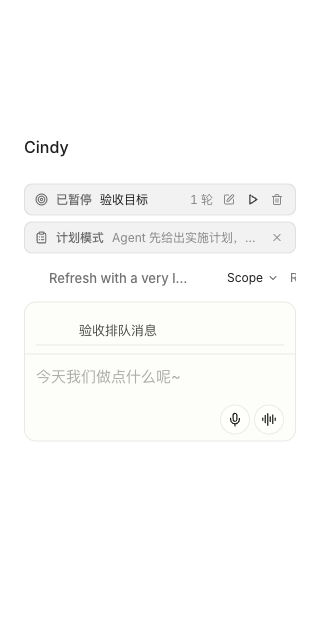 Cindy
已暂停 验收目标 1 轮
计划模式 Agent 先给出实施计划，...
Refresh with a very l... Scope
验收排队消息
今天我们做点什么呢~